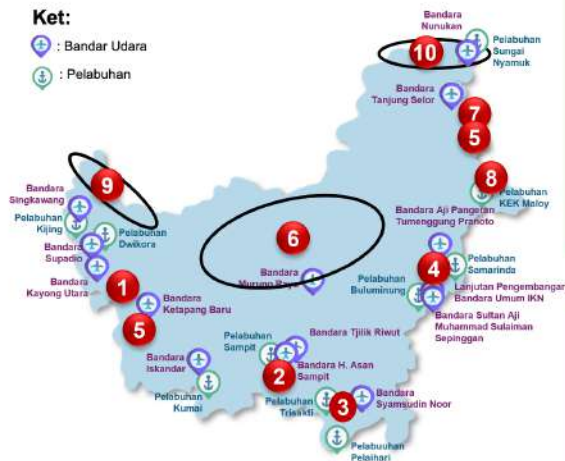 Ket:
: Bandar Udara
: Pelabuhan
Bandara
Nunukan
10
Pelabuhan
Sungai
Nyamuk
Bandara
Tanjung Selor
7
5
8
Pelabuhan
KEK Maloy
9
Bandara
Singkawang
Pelabuhan
Kijing
Pelabuhan
Dwikora
Bandara
Supadio
Bandara
Kayong Utara
1
Bandara
Ketapang Baru
5
6
Bandara
Murung Raya
Bandara Aji Pangeran
Tumenggung Pranoto
4
Pelabuhan
Samarinda
Pelabuhan
Buluminung
Lanjutan Pengembangan
Bandara Umum IKN
Bandara Sultan Aji
Muhammad Sulaiman
Sepinggan
Bandara Tjilik Riwut
Pelabuhan
Sampit
Bandara H. Asan
Sampit
2
Bandara
Iskandar
Pelabuhan
Kumai
Pelabuhan
Trisakti
3
Bandara
Syamsudin Noor
Pelabuuhan
Pelaihari